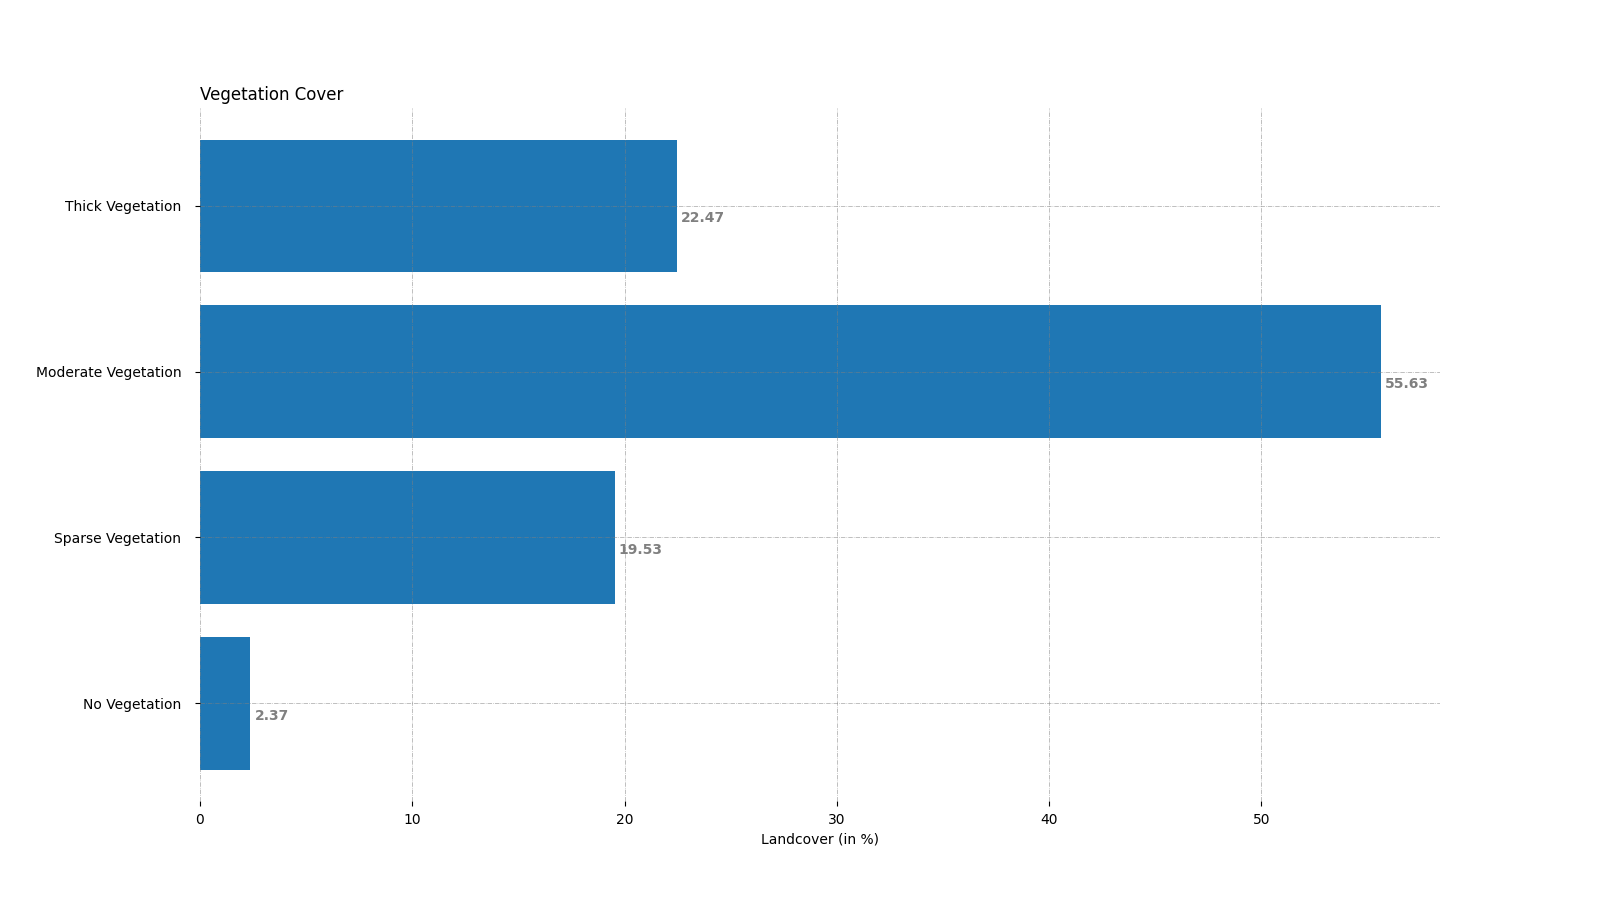 Vegetation Cover
Thick Vegetation
22.47
Moderate Vegetation
55.63
Sparse Vegetation
19.53
No Vegetation
2.37
0 10 20 30 40 50
Landcover (in %)